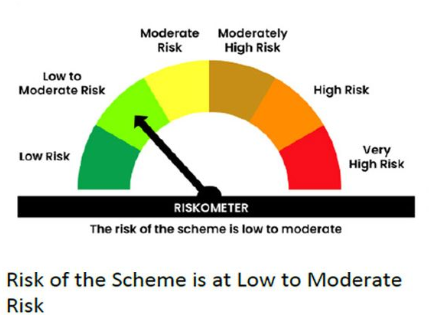 Moderate Risk
Moderately High Risk
Low to Moderate Risk
High Risk
Low Risk
Very High Risk
RISKOMETER
The risk of the scheme is low to moderate
Risk of the Scheme is at Low to Moderate
Risk